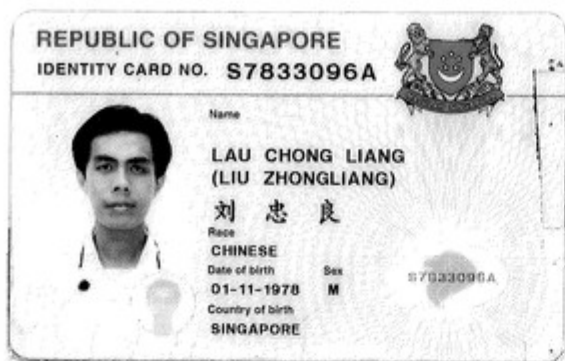 REPUBLIC OF SINGAPORE
IDENTITY CARD NO. S7833096A
Name
LAU CHONG LIANG
(LIU ZHONGLIANG)
刘忠良
Race
CHINESE
Date of birth Sex
01-11-1978 M
S7833096A
Country of birth
SINGAPORE